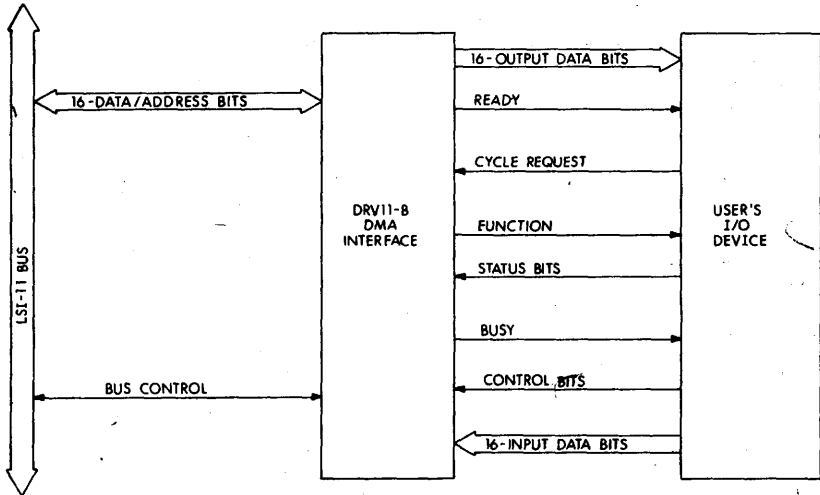 16-OUTPUT DATA BITS
16-DATA/ADDRESS BITS
READY
CYCLE REQUEST
DRV11-B
DMA
INTERFACE
FUNCTION
USER'S
I/O
DEVICE
STATUS BITS
LSI-11 BUS
BUSY
BUS CONTROL
CONTROL BITS
16-INPUT DATA BITS